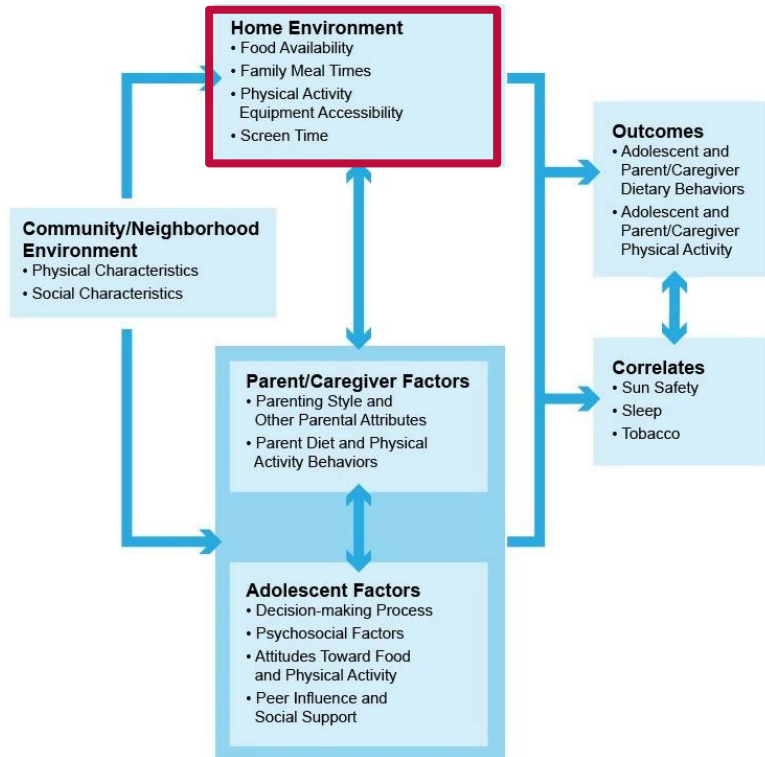 Home Environment
• Food Availability
• Family Meal Times
• Physical Activity
Equipment Accessibility
• Screen Time
Community/Neighborhood
Environment
• Physical Characteristics
• Social Characteristics
Parent/Caregiver Factors
• Parenting Style and
Other Parental Attributes
• Parent Diet and Physical
Activity Behaviors
Adolescent Factors
• Decision-making Process
• Psychosocial Factors
• Attitudes Toward Food
and Physical Activity
• Peer Influence and
Social Support
Outcomes
• Adolescent and
Parent/Caregiver
Dietary Behaviors
• Adolescent and
Parent/Caregiver
Physical Activity
Correlates
• Sun Safety
• Sleep
• Tobacco